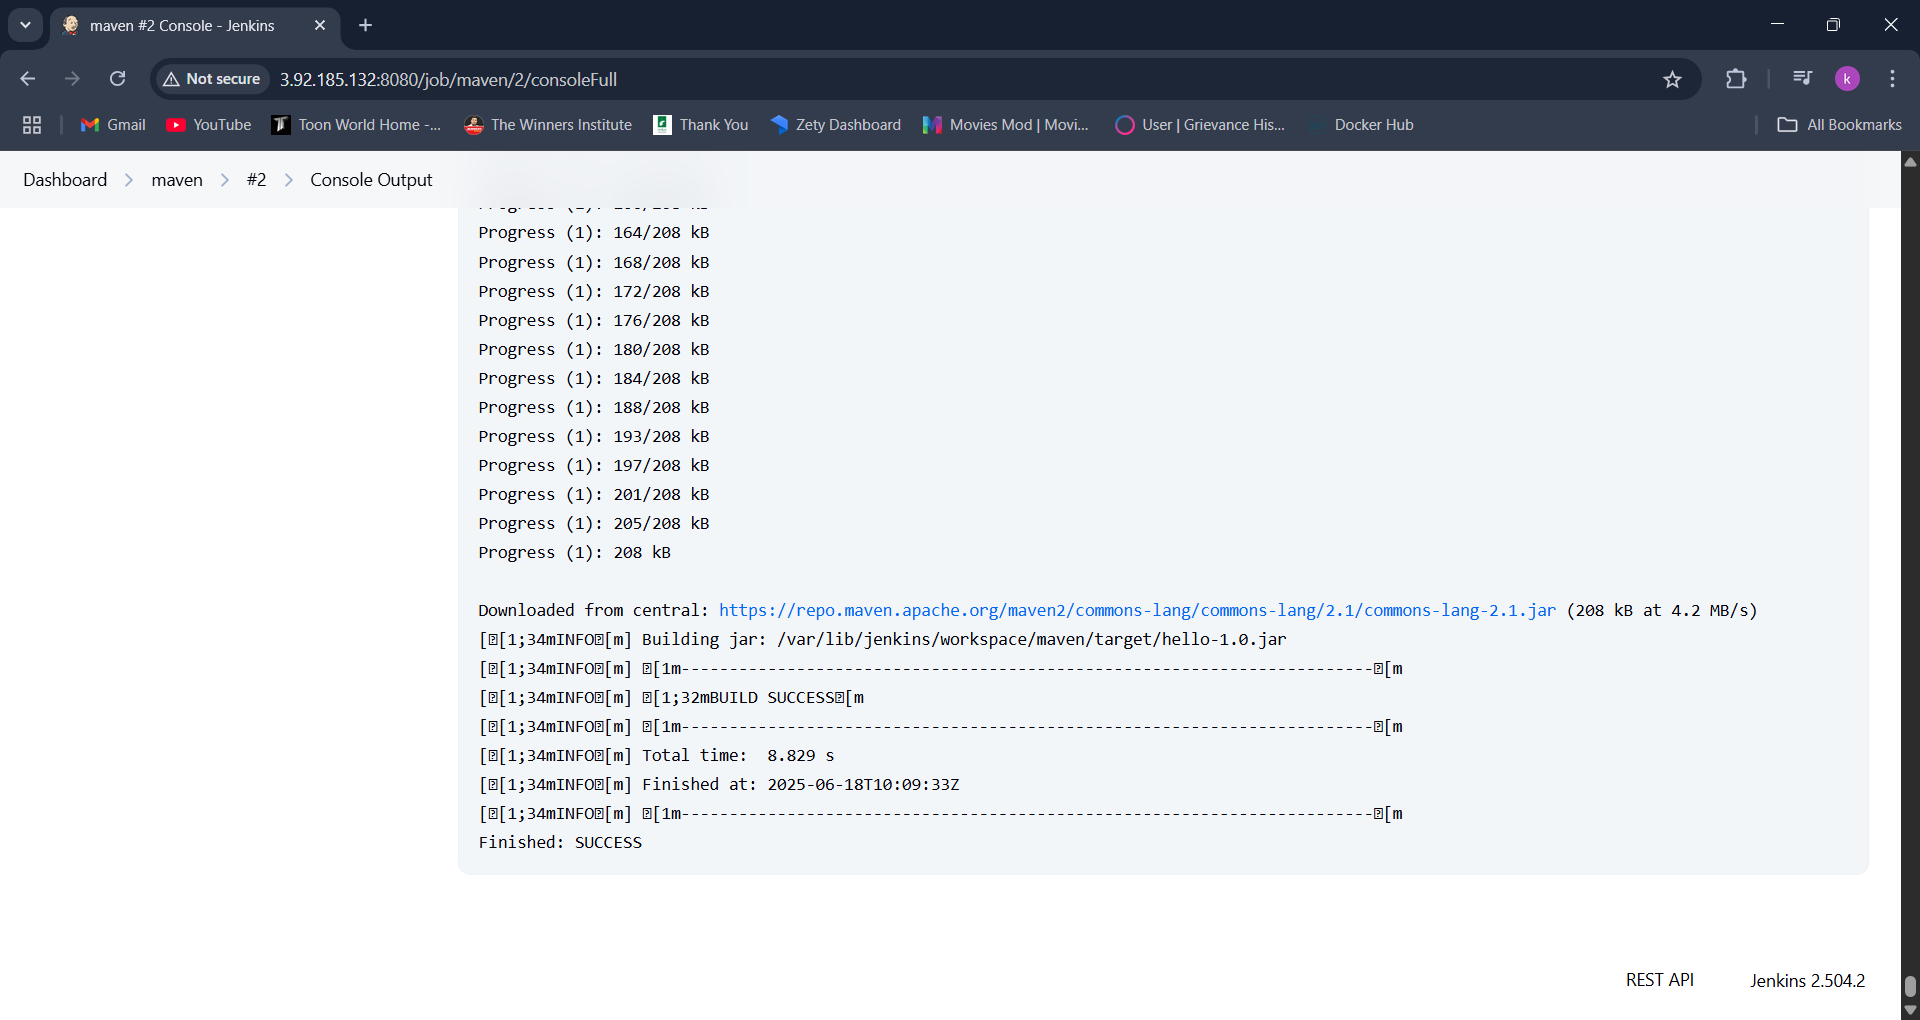 maven #2 Console - Jenkins
Not secure
3.92.185.132:8080/job/maven/2/consoleFull
k
Gmail
YouTube
Toon World Home -...
The Winners Institute
Thank You
Zety Dashboard
Movies Mod | Movi...
User | Grievance His...
Docker Hub
All Bookmarks
Dashboard > maven > #2 > Console Output
Progress (1): 164/208 kB
Progress (1): 168/208 kB
Progress (1): 172/208 kB
Progress (1): 176/208 kB
Progress (1): 180/208 kB
Progress (1): 184/208 kB
Progress (1): 188/208 kB
Progress (1): 193/208 kB
Progress (1): 197/208 kB
Progress (1): 201/208 kB
Progress (1): 205/208 kB
Progress (1): 208 kB
Downloaded from central: https://repo.maven.apache.org/maven2/commons-lang/commons-lang/2.1/commons-lang-2.1.jar (208 kB at 4.2 MB/s)
[[1;34mINFO[m] Building jar: /var/lib/jenkins/workspace/maven/target/hello-1.0.jar
[[1;34mINFO[m] [1m------------------------------------------------------------------------[m
[[1;34mINFO[m] [1;32mBUILD SUCCESS[m
[[1;34mINFO[m] [1m------------------------------------------------------------------------[m
[[1;34mINFO[m] Total time:  8.829 s
[[1;34mINFO[m] Finished at: 2025-06-18T10:09:33Z
[[1;34mINFO[m] [1m------------------------------------------------------------------------[m
Finished: SUCCESS
REST API
Jenkins 2.504.2